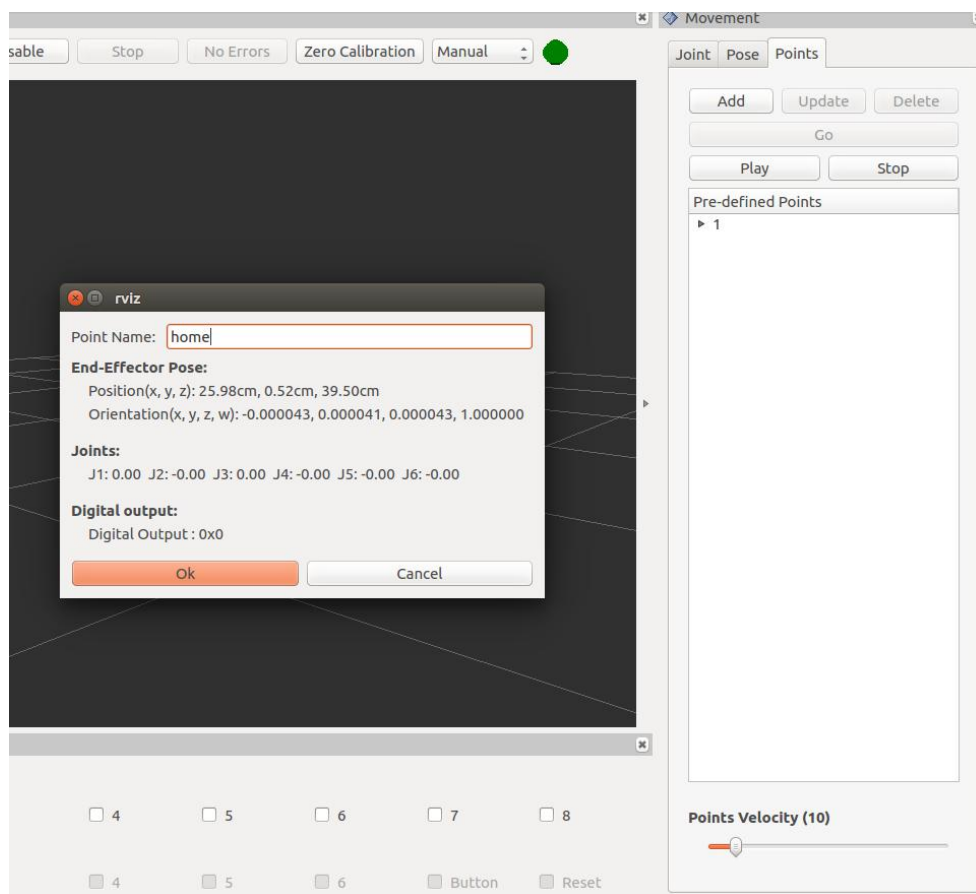 Movement
sable Stop No Errors Zero Calibration Manual
Joint Pose Points
Add Update Delete
Go
Play Stop
Pre-defined Points
1
rviz
Point Name: home
End-Effector Pose:
Position(x, y, z): 25.98cm, 0.52cm, 39.50cm
Orientation(x, y, z, w): -0.000043, 0.000041, 0.000043, 1.000000
Joints:
J1: 0.00 J2: -0.00 J3: 0.00 J4: -0.00 J5: -0.00 J6: -0.00
Digital output:
Digital Output : 0x0
Ok Cancel
4 5 6 7 8
Points Velocity (10)
4 5 6 Button Reset